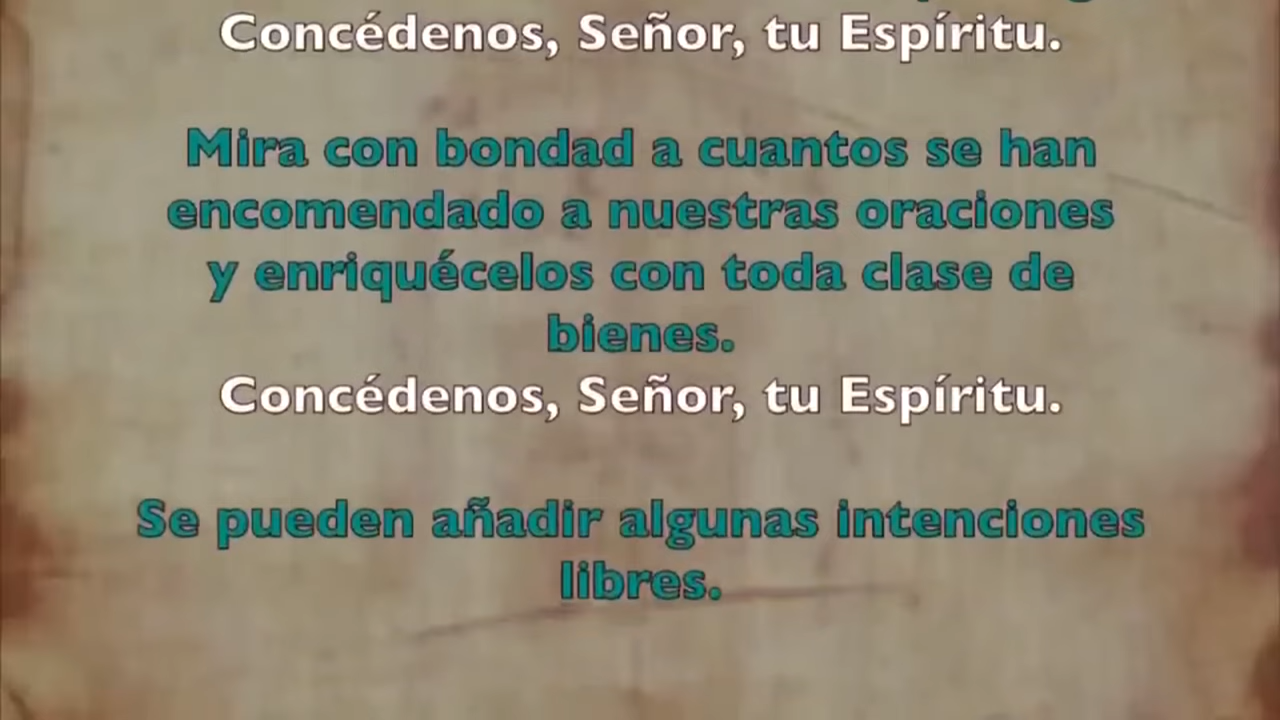 Concédenos, Señor, tu Espíritu.
Mira con bondad a cuantos se han
encomendado a nuestras oraciones
y enriquécelos con toda clase de
bienes.
Concédenos, Señor, tu Espíritu.
Se pueden añadir algunas intenciones
libres.